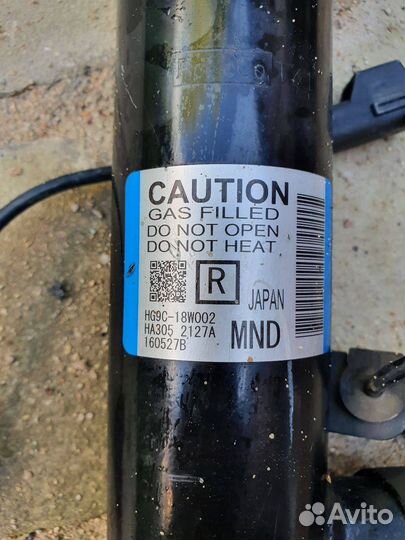 CAUTION
GAS FILLED
DO NOT OPEN
DO NOT HEAT
R
JAPAN
HG9C-18W002
HA305 2127A
160527B
MND
Avito